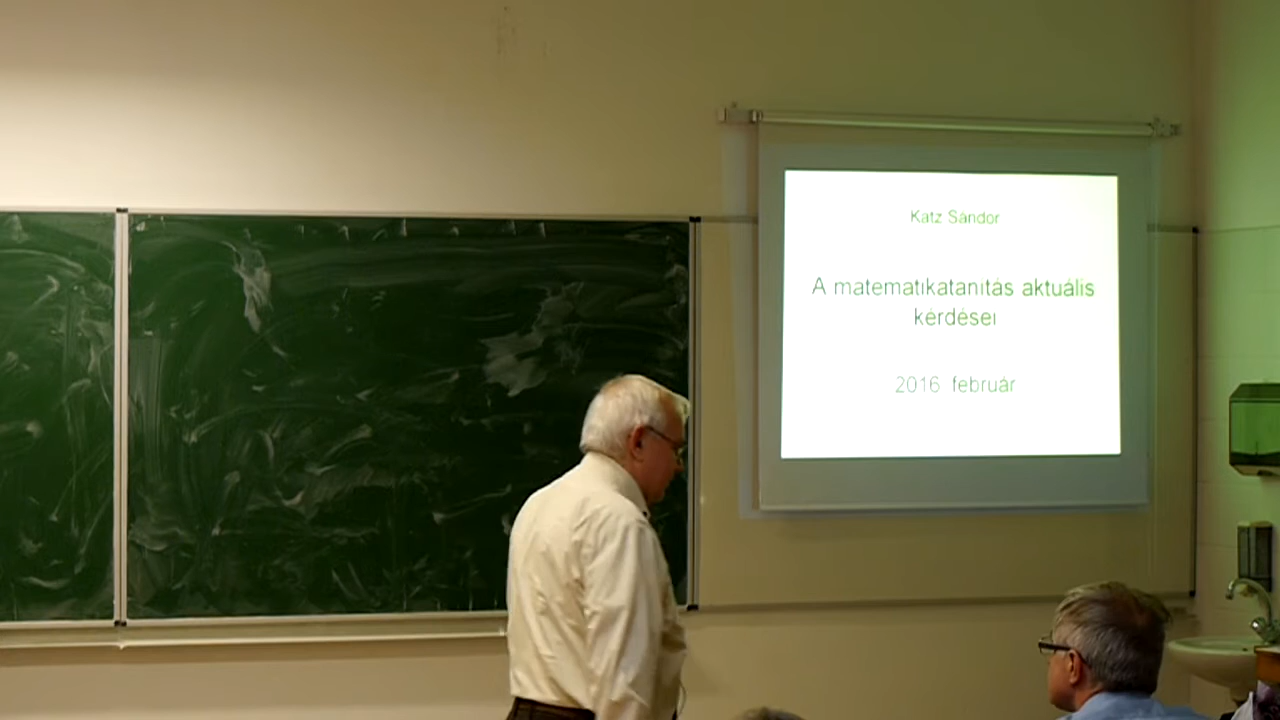 Katz Sándor
A matematikatanítás aktuális
kérdései
2016 február